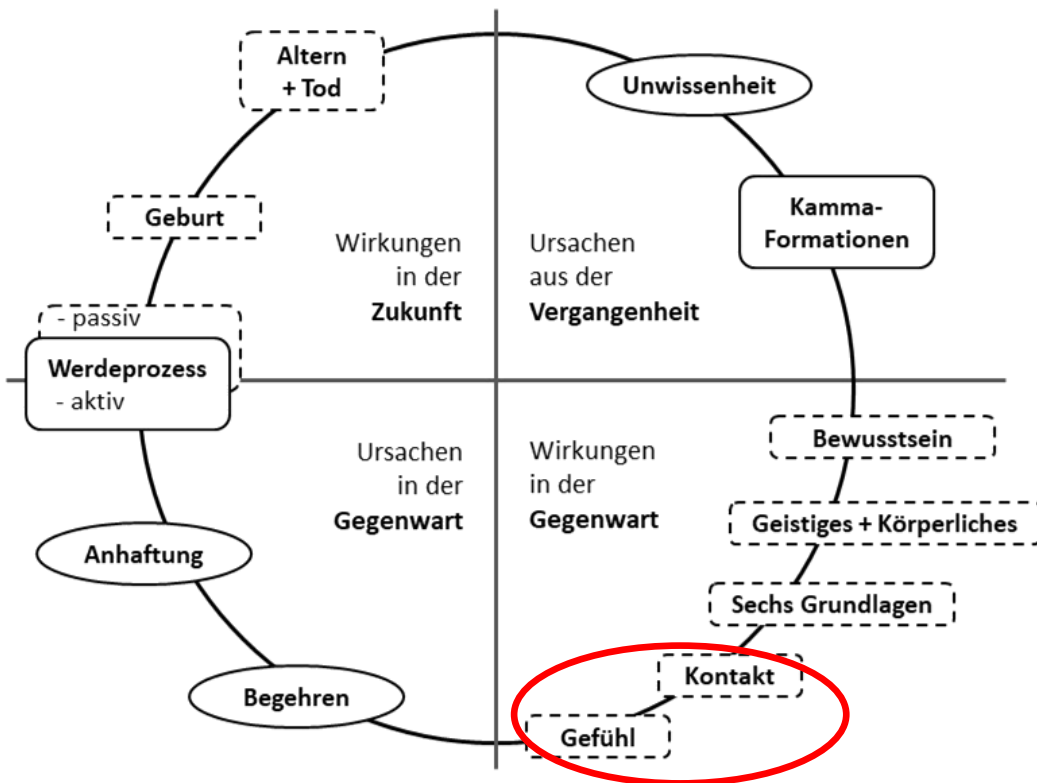 Altern
+ Tod
Unwissenheit
Geburt
Kamma-
Formationen
Wirkungen
in der
Zukunft
Ursachen
aus der
Vergangenheit
- passiv
Werdeprozess
- aktiv
Ursachen
in der
Gegenwart
Wirkungen
in der
Gegenwart
Bewusstsein
Geistiges + Körperliches
Anhaftung
Sechs Grundlagen
Kontakt
Begehren
Gefühl